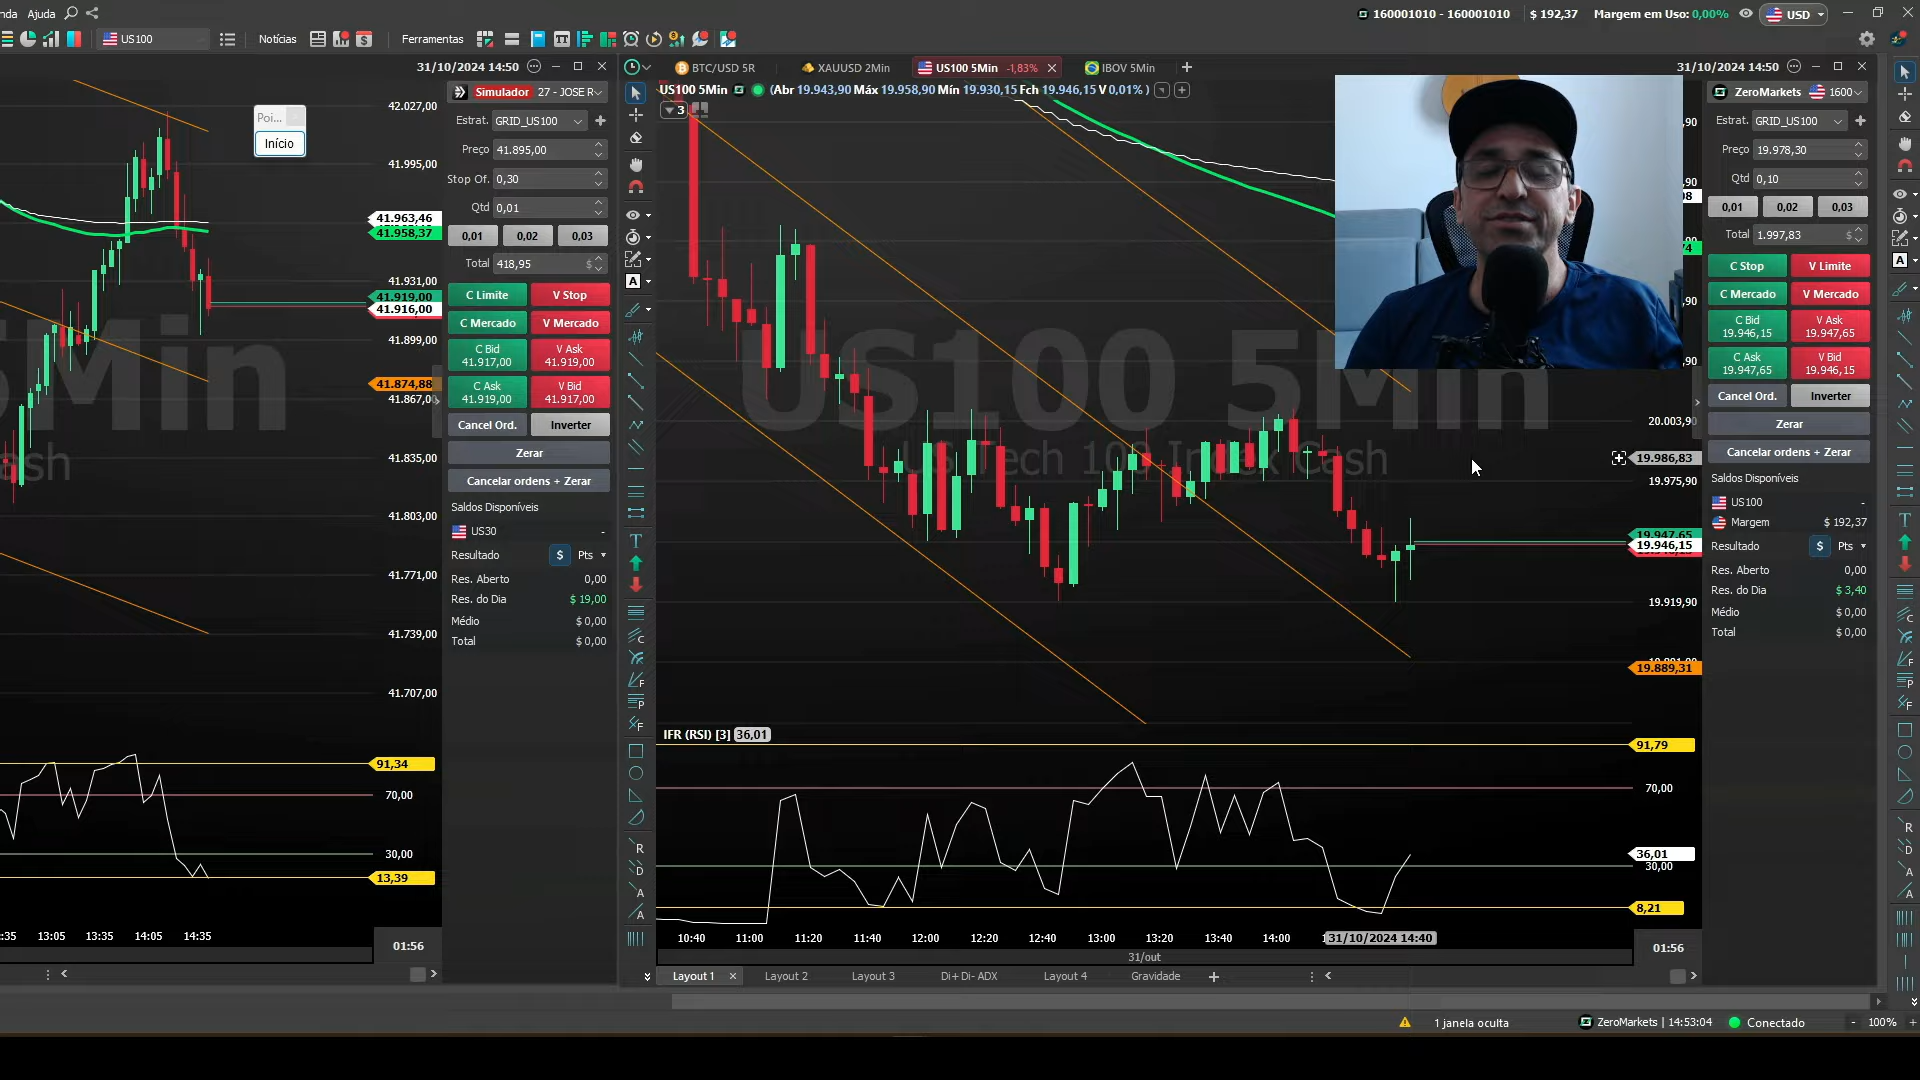 nda Ajuda
160001010 - 160001010 $ 192,37 Margem em Uso: 0,00% USD
US100 Notícias Ferramentas
31/10/2024 14:50
BTC/USD 5R XAUUSD 2Min US100 5Min -1,83% IBOV 5Min
31/10/2024 14:50
Poi...
Início
42.027,00
41.995,00
41.963,46
41.958,37
41.931,00
41.919,00
41.916,00
41.899,00
41.874,88
41.867,00
41.835,00
41.803,00
41.771,00
41.739,00
41.707,00
5Min
ash
91,34
70,00
30,00
13,39
:35 13:05 13:35 14:05 14:35
01:56
Simulador 27 - JOSE R
Estrat. GRID_US100
Preço 41.895,00
Stop Of. 0,30
Qtd 0,01
0,01 0,02 0,03
Total 418,95 $
C Limite V Stop
C Mercado V Mercado
C Bid V Ask
41.917,00 41.919,00
C Ask V Bid
41.919,00 41.917,00
Cancel Ord. Inverter
Zerar
Cancelar ordens + Zerar
Saldos Disponíveis
US30 -
Resultado $ Pts
Res. Aberto 0,00
Res. do Dia $ 19,00
Médio $ 0,00
Total $ 0,00
US100 5Min (Abr 19.943,90 Máx 19.958,90 Mín 19.930,15 Fch 19.946,15 V 0,01% )
3
US100 5Min
US Tech 100 Index Cash
20.003,90
19.986,83
19.975,90
19.947,65
19.946,15
19.919,90
19.889,31
IFR (RSI) [3] 36,01
91,79
70,00
36,01
30,00
8,21
10:40 11:00 11:20 11:40 12:00 12:20 12:40 13:00 13:20 13:40 14:00 31/10/2024 14:40
01:56
31/out
Layout 1 Layout 2 Layout 3 Di+ Di- ADX Layout 4 Gravidade
ZeroMarkets 1600
Estrat. GRID_US100
Preço 19.978,30
Qtd 0,10
0,01 0,02 0,03
Total 1.997,83 $
C Stop V Limite
C Mercado V Mercado
C Bid V Ask
19.946,15 19.947,65
C Ask V Bid
19.947,65 19.946,15
Cancel Ord. Inverter
Zerar
Cancelar ordens + Zerar
Saldos Disponíveis
US100 -
Margem $ 192,37
Resultado $ Pts
Res. Aberto 0,00
Res. do Dia $ 3,40
Médio $ 0,00
Total $ 0,00
1 janela oculta ZeroMarkets | 14:53:04 Conectado - 100% +